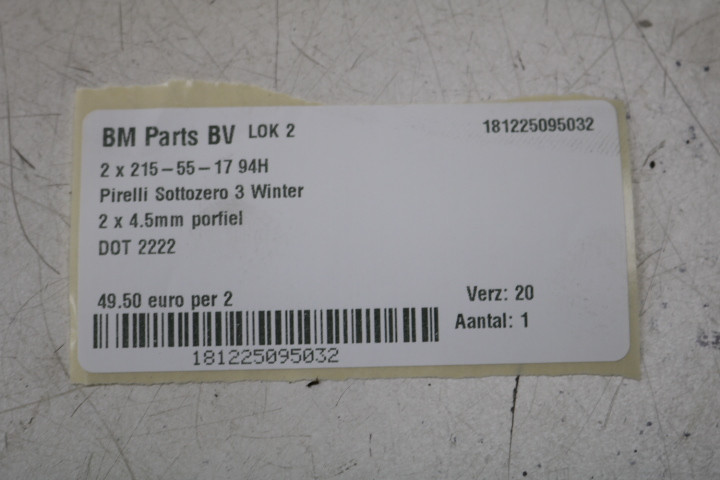 BM Parts BV LOK 2 181225095032
2 x 215-55-17 94H
Pirelli Sottozero 3 Winter
2 x 4.5mm porfiel
DOT 2222
49.50 euro per 2 Verz: 20
Aantal: 1
181225095032